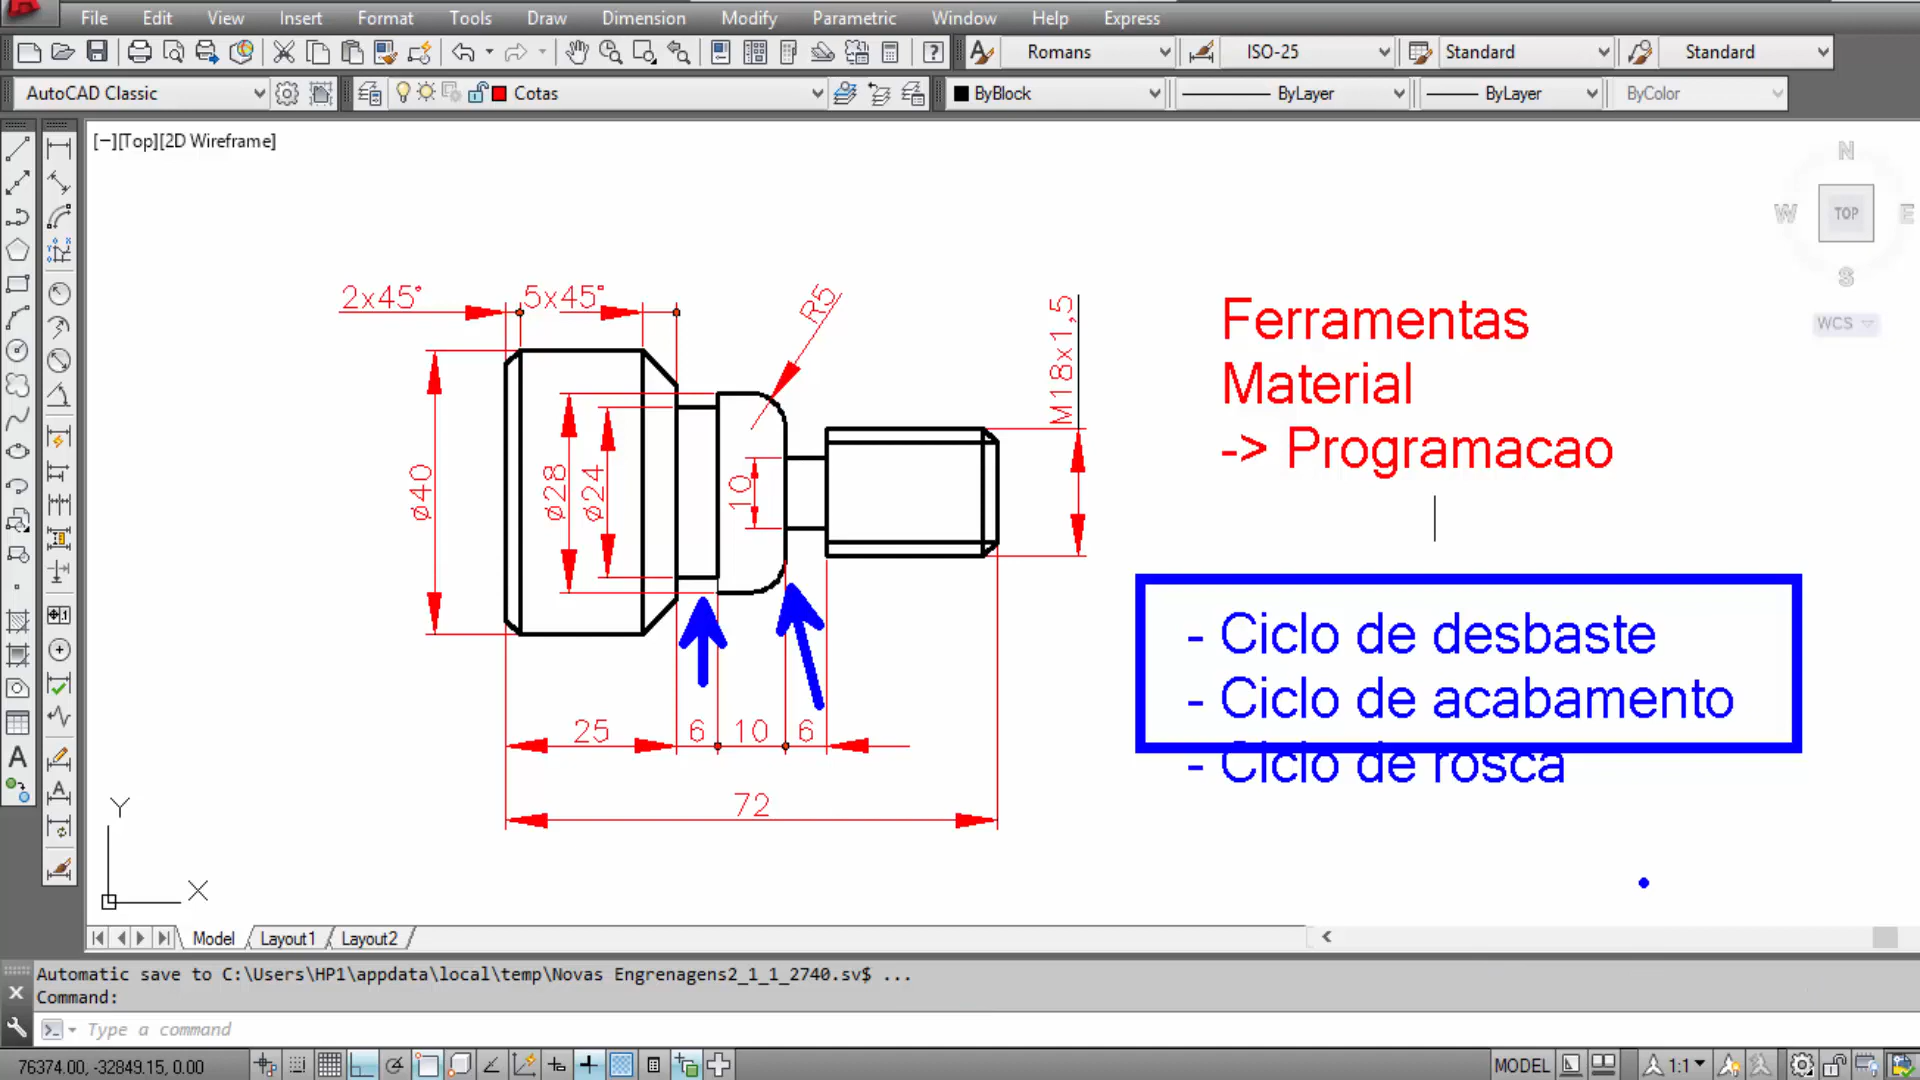 File Edit View Insert Format Tools Draw Dimension Modify Parametric Window Help Express
Romans ISO-25 Standard Standard
AutoCAD Classic Cotas ByBlock ByLayer ByLayer ByColor
[−][Top][2D Wireframe]
N
W TOP E
S
WCS
2x45° 5x45° R5 M18x1,5
ø40 ø28 ø24 10
25 6 10 6
72
Ferramentas
Material
-> Programacao
- Ciclo de desbaste
- Ciclo de acabamento
- Ciclo de rosca
Y
X
Model Layout1 Layout2
Automatic save to C:\Users\HP1\appdata\local\temp\Novas Engrenagens2_1_1_2740.sv$ ...
Command:
Type a command
76374.00, -32849.15, 0.00 MODEL 1:1